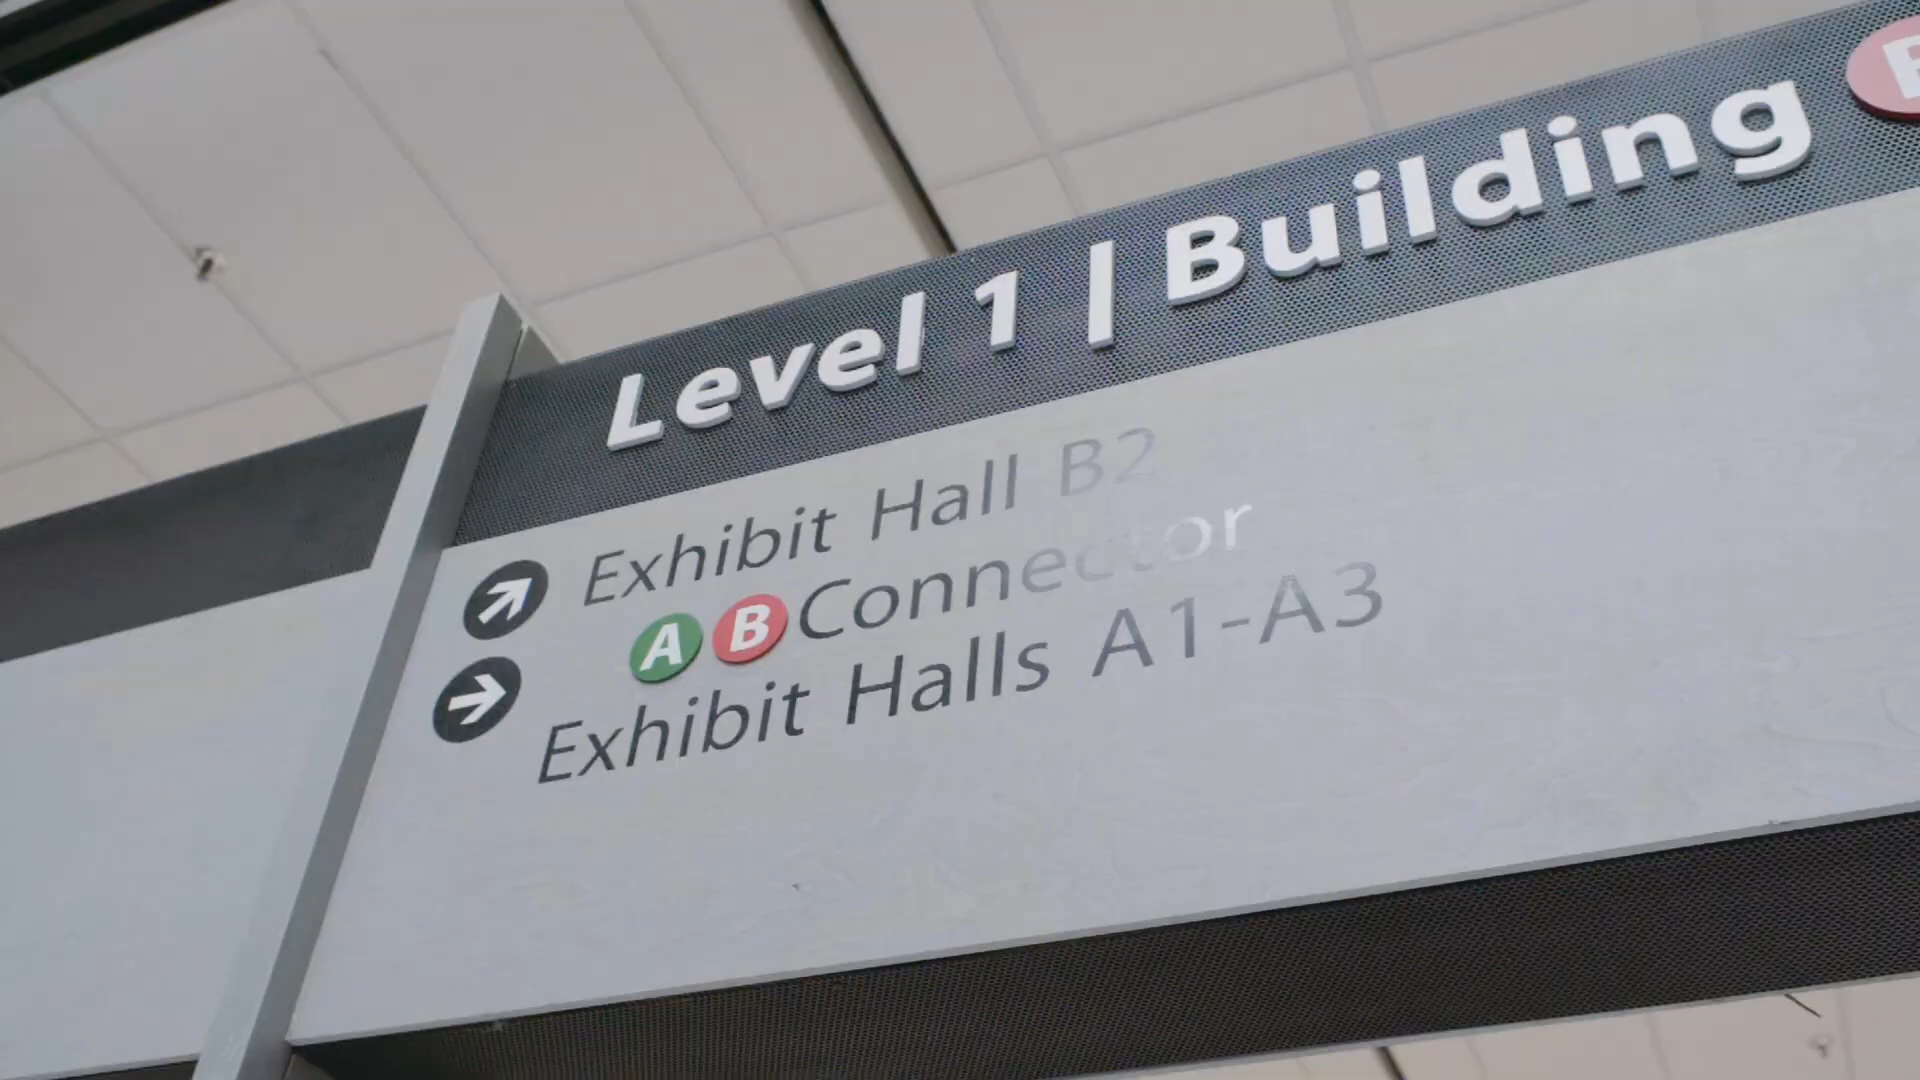 Level 1 | Building
Exhibit Hall B2
A B Connector
Exhibit Halls A1-A3